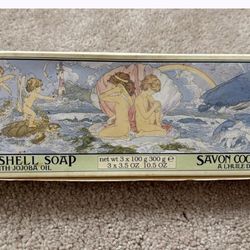 SHELL SOAP
WITH JOJOBA OIL
net wt 3 x 100 g 300 g e
3 x 3.5 OZ 10.5 OZ
SAVON COQ
A L'HUILE D